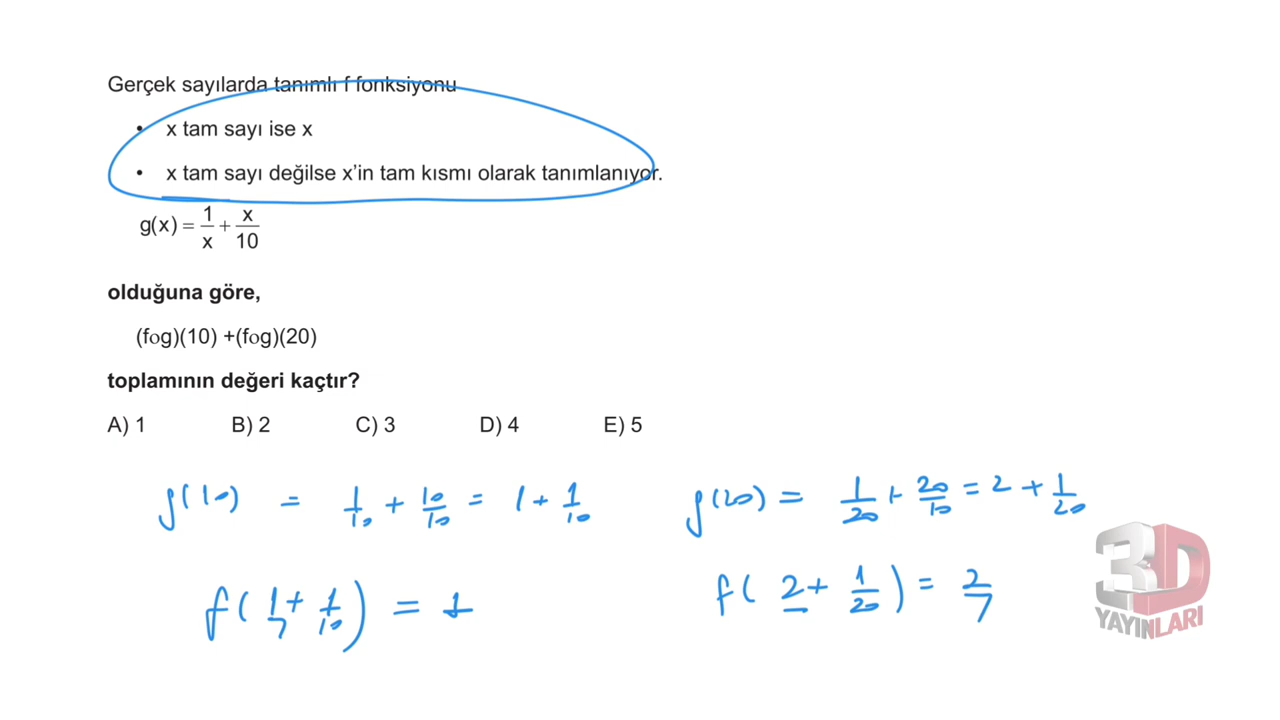 Gerçek sayılarda tanımlı f fonksiyonu
• x tam sayı ise x
• x tam sayı değilse x'in tam kısmı olarak tanımlanıyor.
g(x) = 1/x + x/10
olduğuna göre,
(fog)(10) +(fog)(20)
toplamının değeri kaçtır?
A) 1 B) 2 C) 3 D) 4 E) 5
g(10) = 1/10 + 10/10 = 1 + 1/10
g(20) = 1/20 + 20/10 = 2 + 1/20
f(1 + 1/10) = 1
f(2 + 1/20) = 2
3D
YAYINLARI